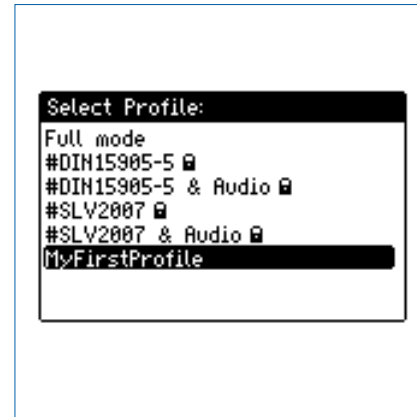 Select Profile:
Full mode
#DIN15905-5
#DIN15905-5 & Audio
#SLV2007
#SLV2007 & Audio
MyFirstProfile